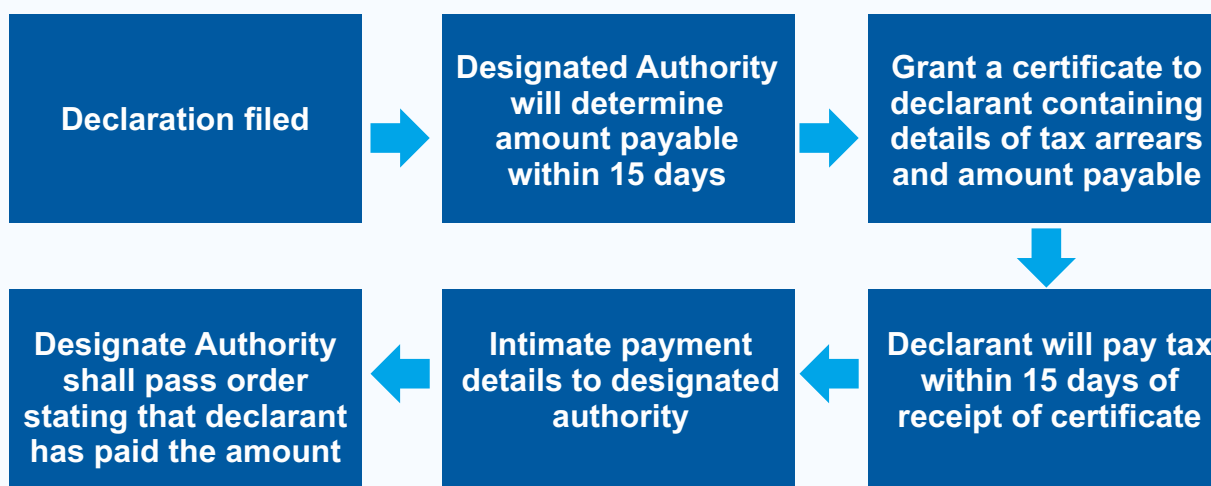 Declaration filed
Designated Authority
will determine
amount payable
within 15 days
Grant a certificate to
declarant containing
details of tax arrears
and amount payable
Declarant will pay tax
within 15 days of
receipt of certificate
Intimate payment
details to designated
authority
Designate Authority
shall pass order
stating that declarant
has paid the amount